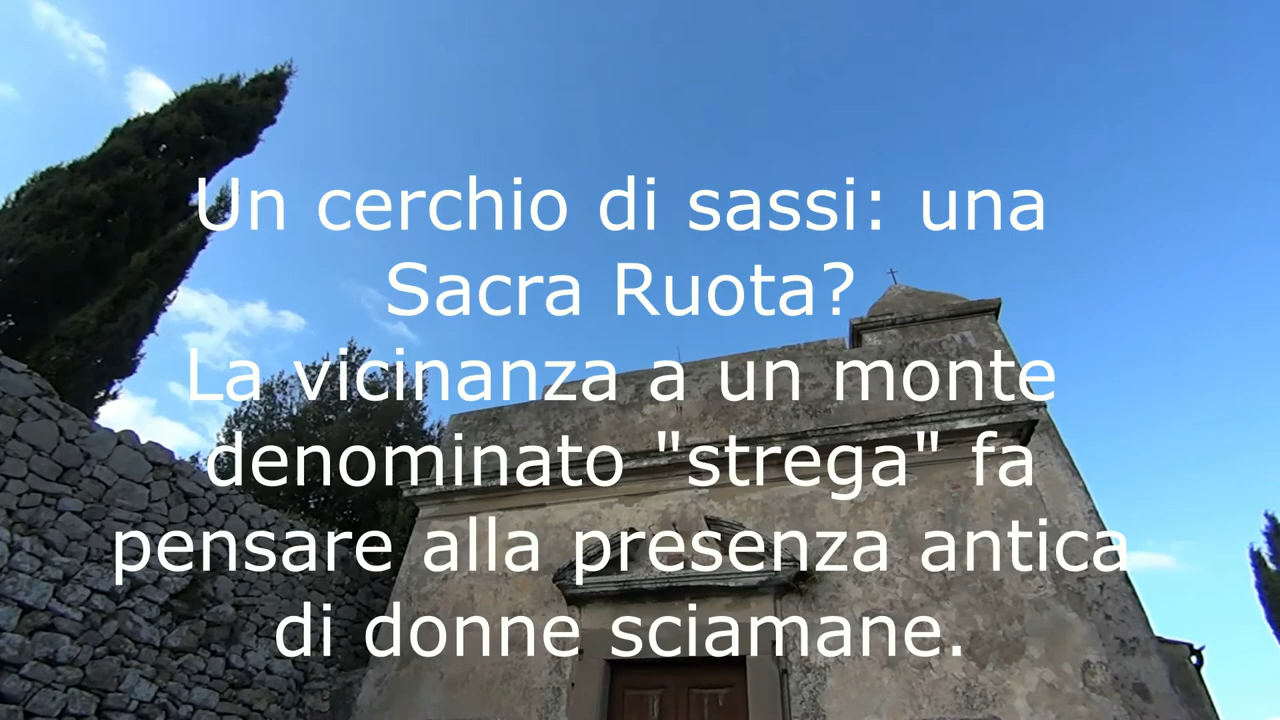 Un cerchio di sassi: una
Sacra Ruota?
La vicinanza a un monte
denominato "strega" fa
pensare alla presenza antica
di donne sciamane.